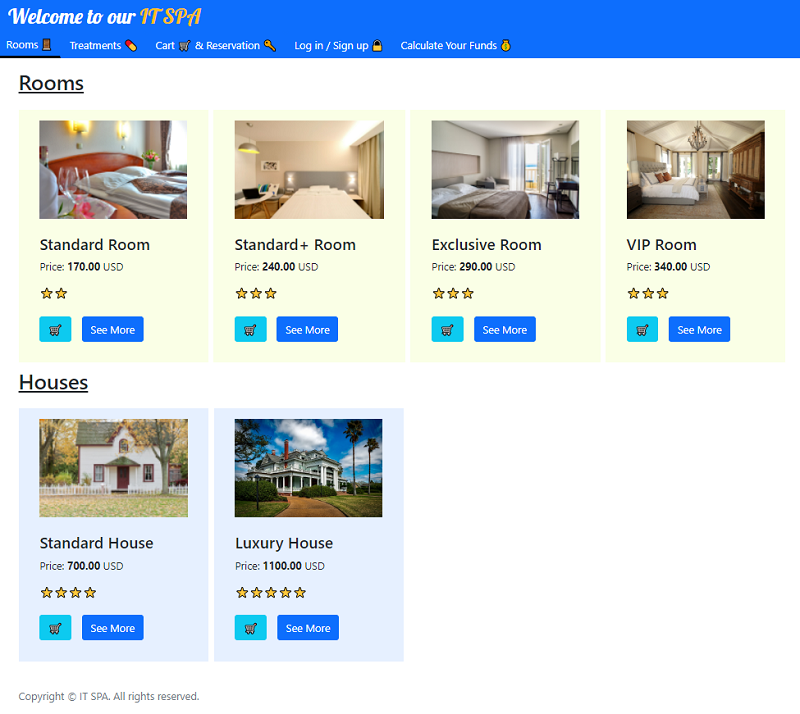 Welcome to our IT SPA
Rooms Treatments Cart & Reservation Log in / Sign up Calculate Your Funds
Rooms
Standard Room
Price: 170.00 USD
See More
Standard+ Room
Price: 240.00 USD
See More
Exclusive Room
Price: 290.00 USD
See More
VIP Room
Price: 340.00 USD
See More
Houses
Standard House
Price: 700.00 USD
See More
Luxury House
Price: 1100.00 USD
See More
Copyright © IT SPA. All rights reserved.